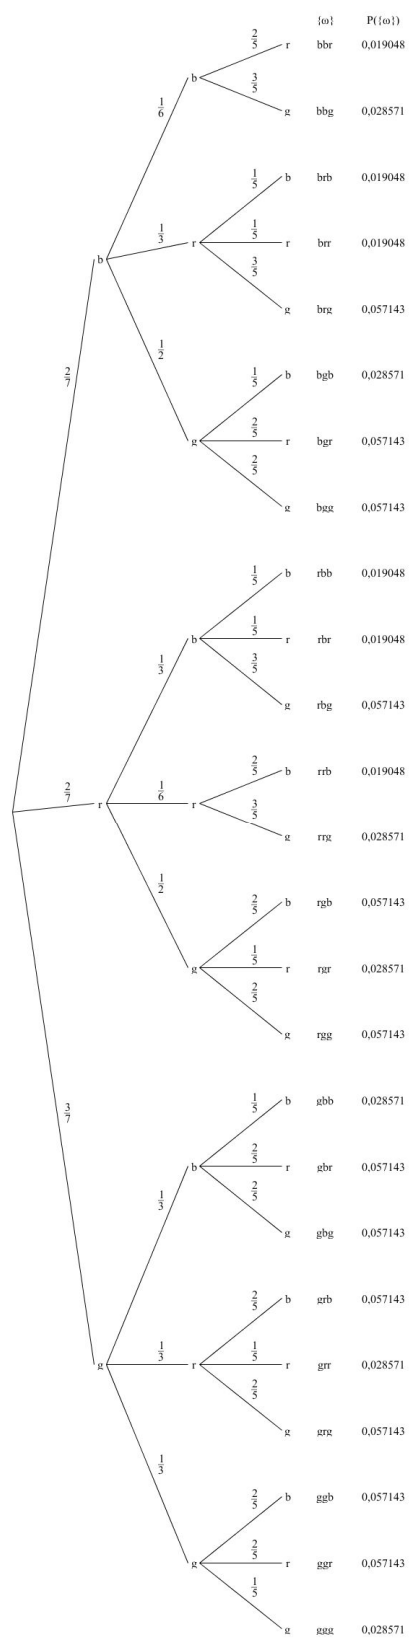 {ω} P({ω})
2/5 r bbr 0,019048
b
3/5
1/6 g bbg 0,028571
1/5 b brb 0,019048
1/3 r 1/5 r brr 0,019048
b 3/5
g brg 0,057143
1/2
2/7 1/5 b bgb 0,028571
g 2/5 r bgr 0,057143
2/5
g bgg 0,057143
1/5 b rbb 0,019048
b 1/5 r rbr 0,019048
1/3 3/5
g rbg 0,057143
2/5 b rrb 0,019048
2/7 r 1/6 r
3/5 g rrg 0,028571
1/2
2/5 b rgb 0,057143
g 1/5 r rgr 0,028571
2/5
g rgg 0,057143
3/7 1/5 b gbb 0,028571
b 2/5 r gbr 0,057143
1/3 2/5
g gbg 0,057143
2/5 b grb 0,057143
g 1/3 r 1/5 r grr 0,028571
2/5
g grg 0,057143
1/3
2/5 b ggb 0,057143
g 2/5 r ggr 0,057143
1/5
g ggg 0,028571